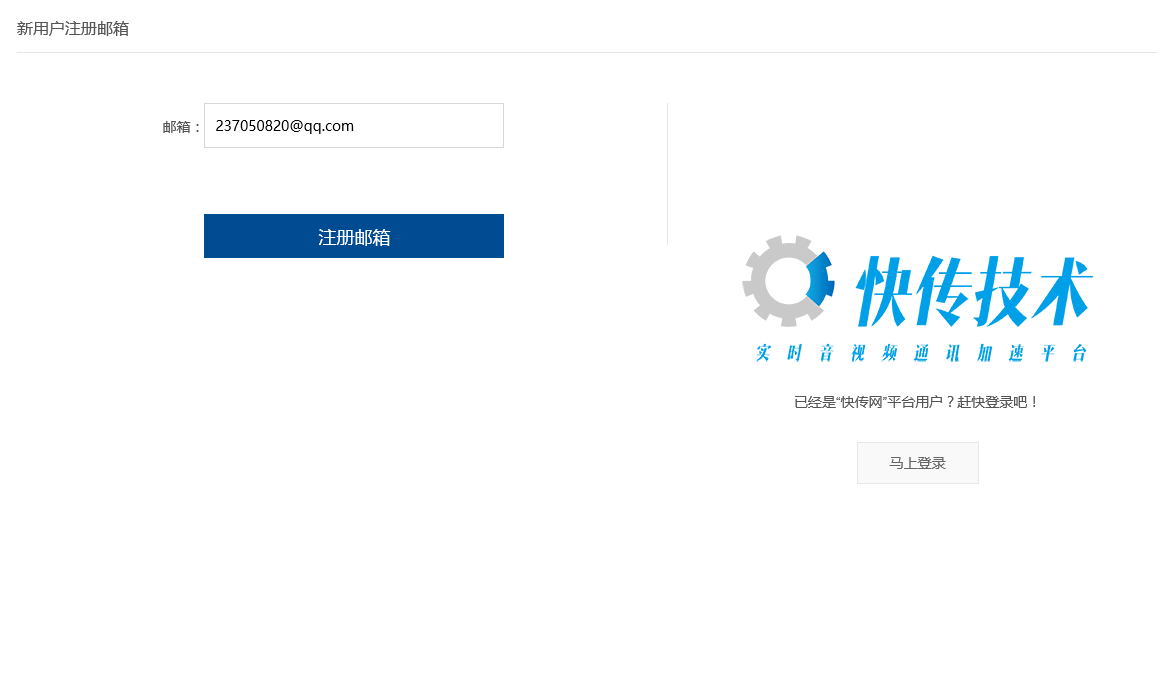 新用户注册邮箱
邮箱：
237050820@qq.com
注册邮箱
快传技术
实时音视频通讯加速平台
已经是“快传网”平台用户？赶快登录吧！
马上登录